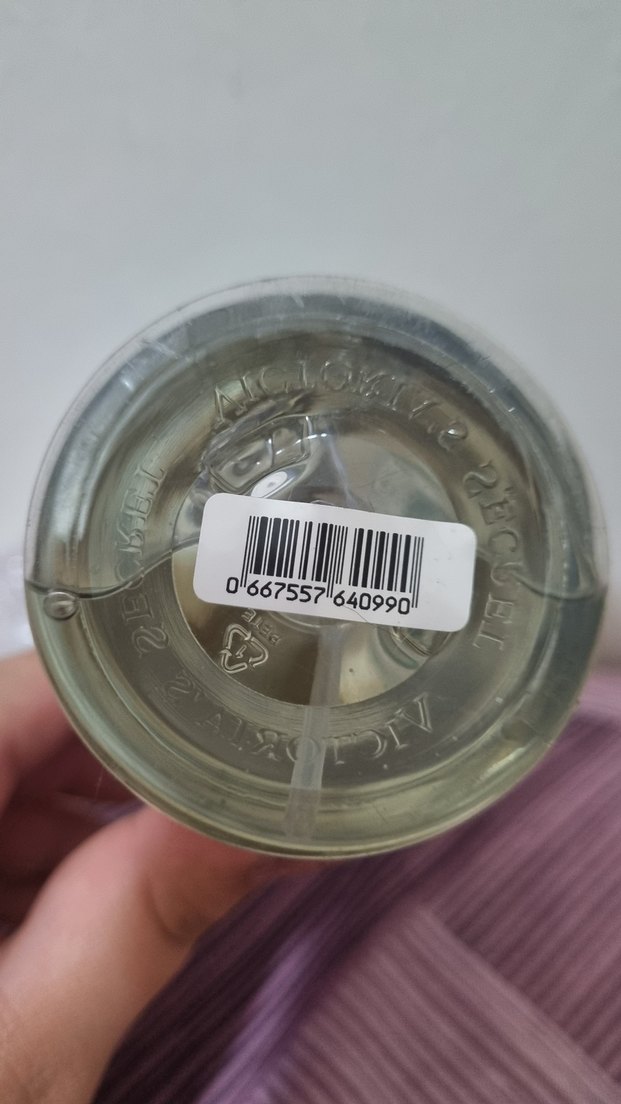 VICTORIA'S SECRET
VICTORIA'S SECRET
0 667557 640990
1
PETE